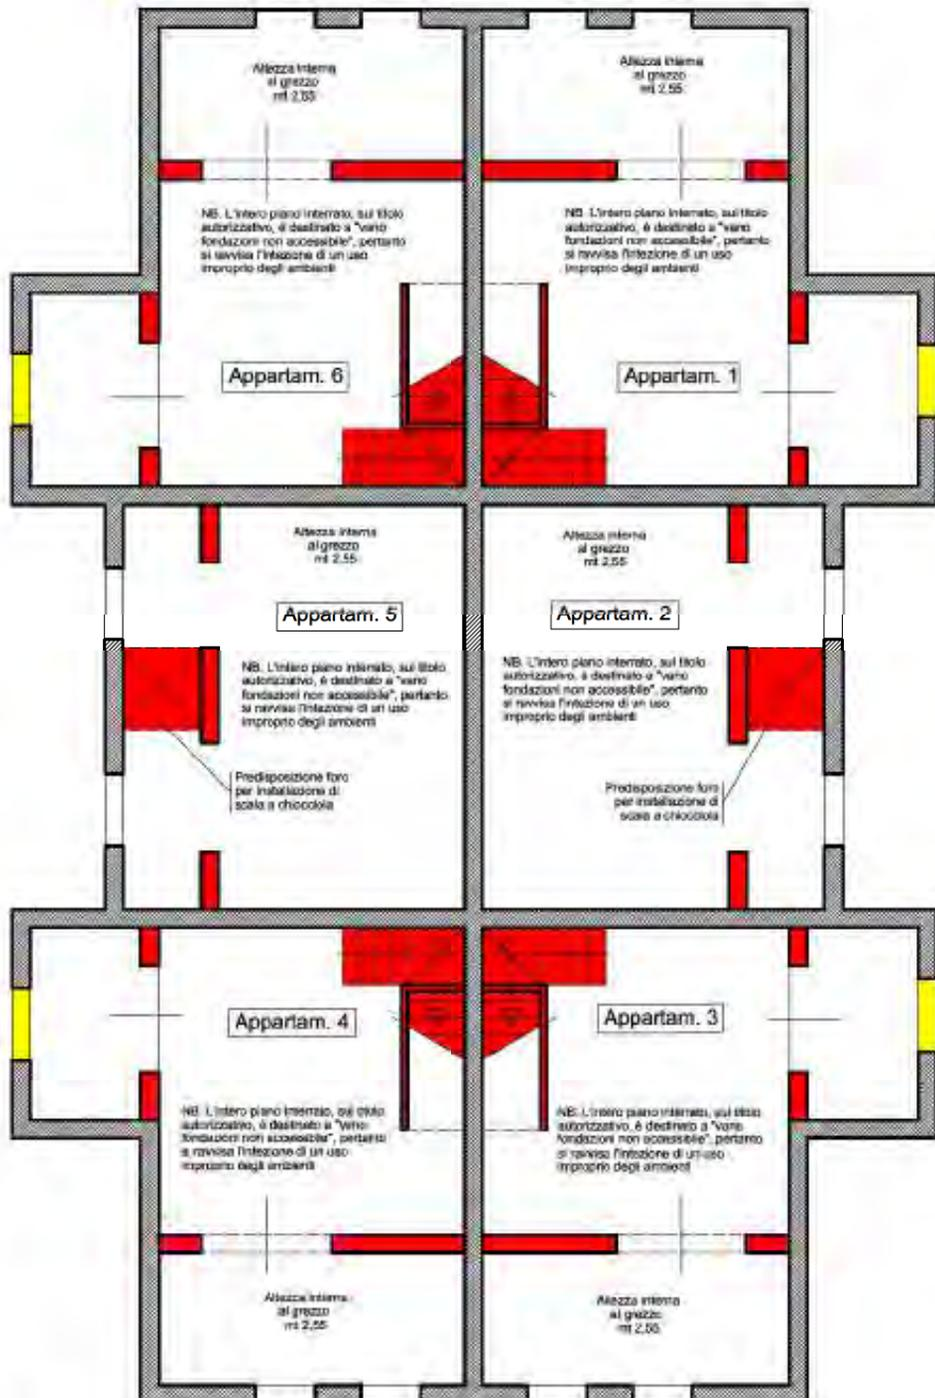 Altezza interna
al grezzo
mt 2,55
Altezza interna
al grezzo
mt 2,55
NB. L'intero piano interrato, sul titolo
autorizzativo, è destinato a "vano
fondazioni non accessibile", pertanto
si ravvisa l'intezione di un uso
improprio degli ambienti
NB. L'intero piano interrato, sul titolo
autorizzativo, è destinato a "vano
fondazioni non accessibile", pertanto
si ravvisa l'intezione di un uso
improprio degli ambienti
Appartam. 6
Appartam. 1
Altezza interna
al grezzo
mt 2,55
Altezza interna
al grezzo
mt 2,55
Appartam. 5
Appartam. 2
NB. L'intero piano interrato, sul titolo
autorizzativo, è destinato a "vano
fondazioni non accessibile", pertanto
si ravvisa l'intezione di un uso
improprio degli ambienti
NB. L'intero piano interrato, sul titolo
autorizzativo, è destinato a "vano
fondazioni non accessibile", pertanto
si ravvisa l'intezione di un uso
improprio degli ambienti
Predisposizione foro
per installazione di
scala a chiocciola
Predisposizione foro
per installazione di
scala a chiocciola
Appartam. 4
Appartam. 3
NB. L'intero piano interrato, sul titolo
autorizzativo, è destinato a "vano
fondazioni non accessibile", pertanto
si ravvisa l'intezione di un uso
improprio degli ambienti
NB. L'intero piano interrato, sul titolo
autorizzativo, è destinato a "vano
fondazioni non accessibile", pertanto
si ravvisa l'intezione di un uso
improprio degli ambienti
Altezza interna
al grezzo
mt 2,55
Altezza interna
al grezzo
mt 2,55